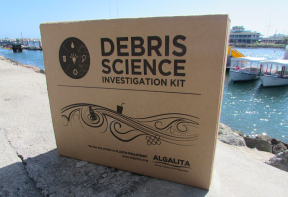 DEBRIS
SCIENCE
INVESTIGATION KIT
ALGALITA